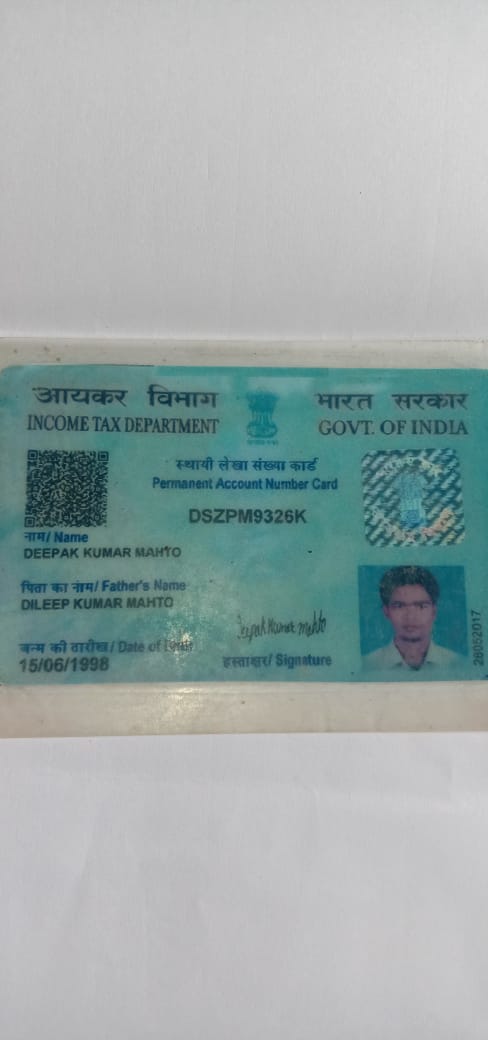 आयकर विभाग
INCOME TAX DEPARTMENT
भारत सरकार
GOVT. OF INDIA
स्थायी लेखा संख्या कार्ड
Permanent Account Number Card
DSZPM9326K
नाम/ Name
DEEPAK KUMAR MAHTO
पिता का नाम/ Father's Name
DILEEP KUMAR MAHTO
Deepak Kumar mahto
जन्म की तारीख/ Date of Birth
15/06/1998
हस्ताक्षर/ Signature
26052017